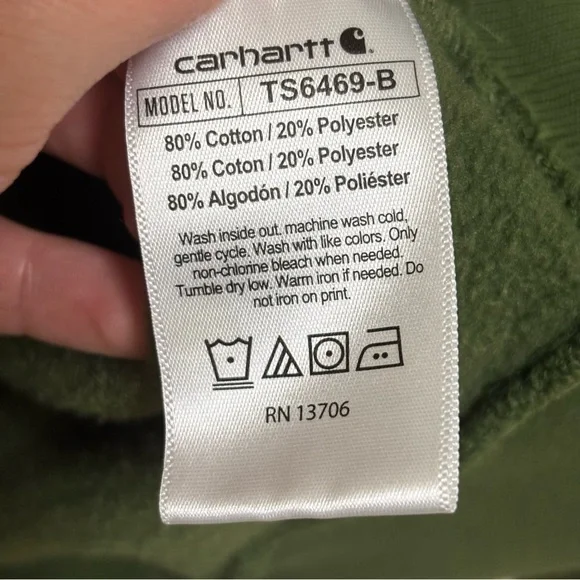 carhartt
MODEL NO. TS6469-B
80% Cotton / 20% Polyester
80% Coton / 20% Polyester
80% Algodón / 20% Poliéster
Wash inside out, machine wash cold,
gentle cycle. Wash with like colors. Only
non-chlorine bleach when needed.
Tumble dry low. Warm iron if needed. Do
not iron on print.
RN 13706